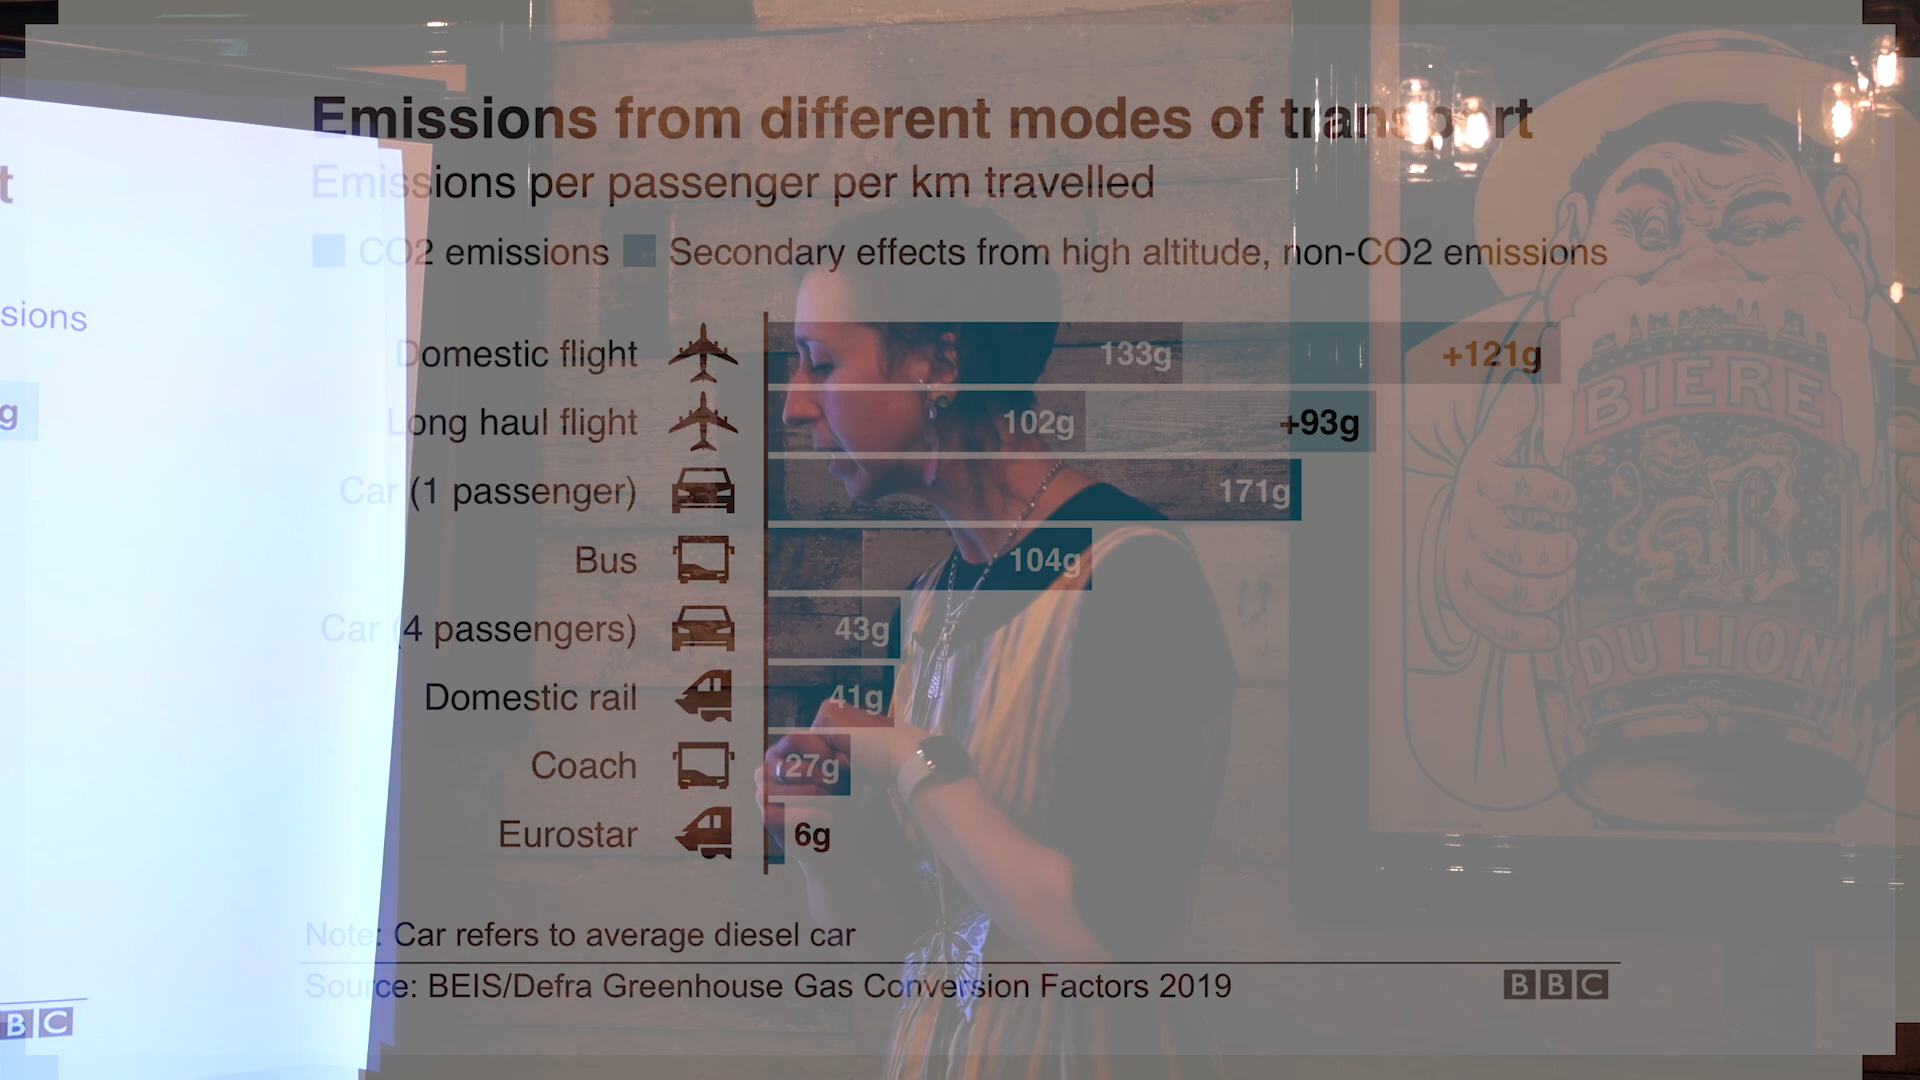 Emissions from different modes of transport
Emissions per passenger per km travelled
CO2 emissions Secondary effects from high altitude, non-CO2 emissions
Domestic flight 133g +121g
Long haul flight 102g +93g
Car (1 passenger) 171g
Bus 104g
Car (4 passengers) 43g
Domestic rail 41g
Coach 27g
Eurostar 6g
Note: Car refers to average diesel car
Source: BEIS/Defra Greenhouse Gas Conversion Factors 2019
BBC
t
sions
g
BC
BIERE
DU LION